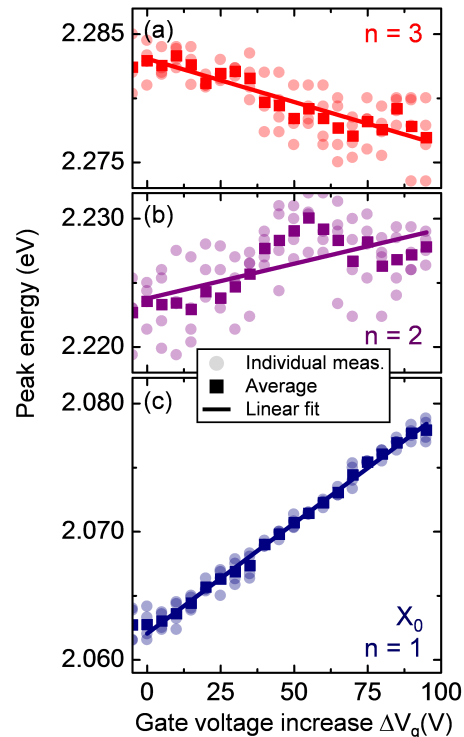 2.285
(a)
n = 3
2.275
2.230
(b)
2.220
n = 2
Peak energy (eV)
Individual meas.
Average
Linear fit
2.080
(c)
2.070
X₀
n = 1
2.060
0 25 50 75 100
Gate voltage increase ΔV_g(V)